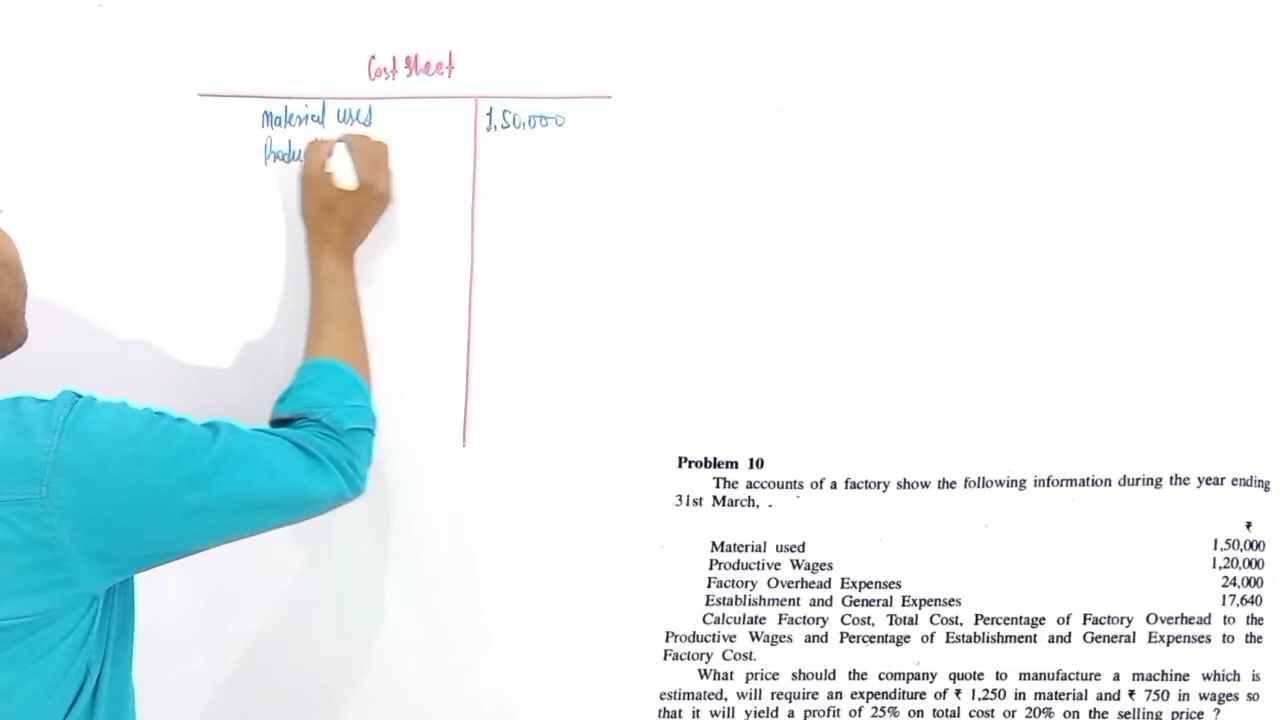 Cost Sheet
Material uses 1,50,000
Produ
Problem 10
The accounts of a factory show the following information during the year ending
31st March, .
₹
Material used 1,50,000
Productive Wages 1,20,000
Factory Overhead Expenses 24,000
Establishment and General Expenses 17,640
Calculate Factory Cost, Total Cost, Percentage of Factory Overhead to the
Productive Wages and Percentage of Establishment and General Expenses to the
Factory Cost.
What price should the company quote to manufacture a machine which is
estimated, will require an expenditure of ₹ 1,250 in material and ₹ 750 in wages so
that it will yield a profit of 25% on total cost or 20% on the selling price ?